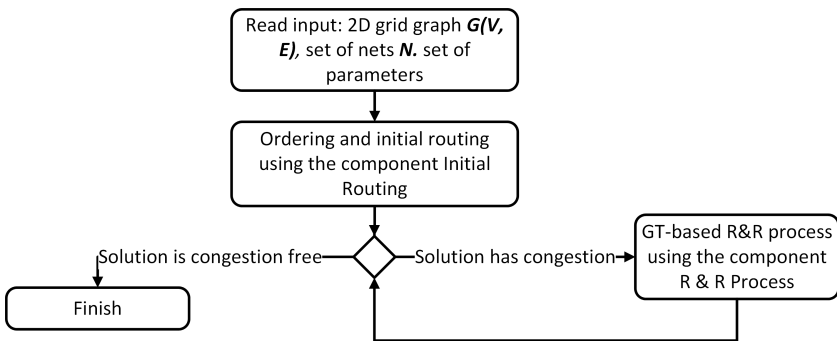 Read input: 2D grid graph G(V,
E), set of nets N. set of
parameters
Ordering and initial routing
using the component Initial
Routing
Solution is congestion free
Solution has congestion
GT-based R&R process
using the component
R & R Process
Finish